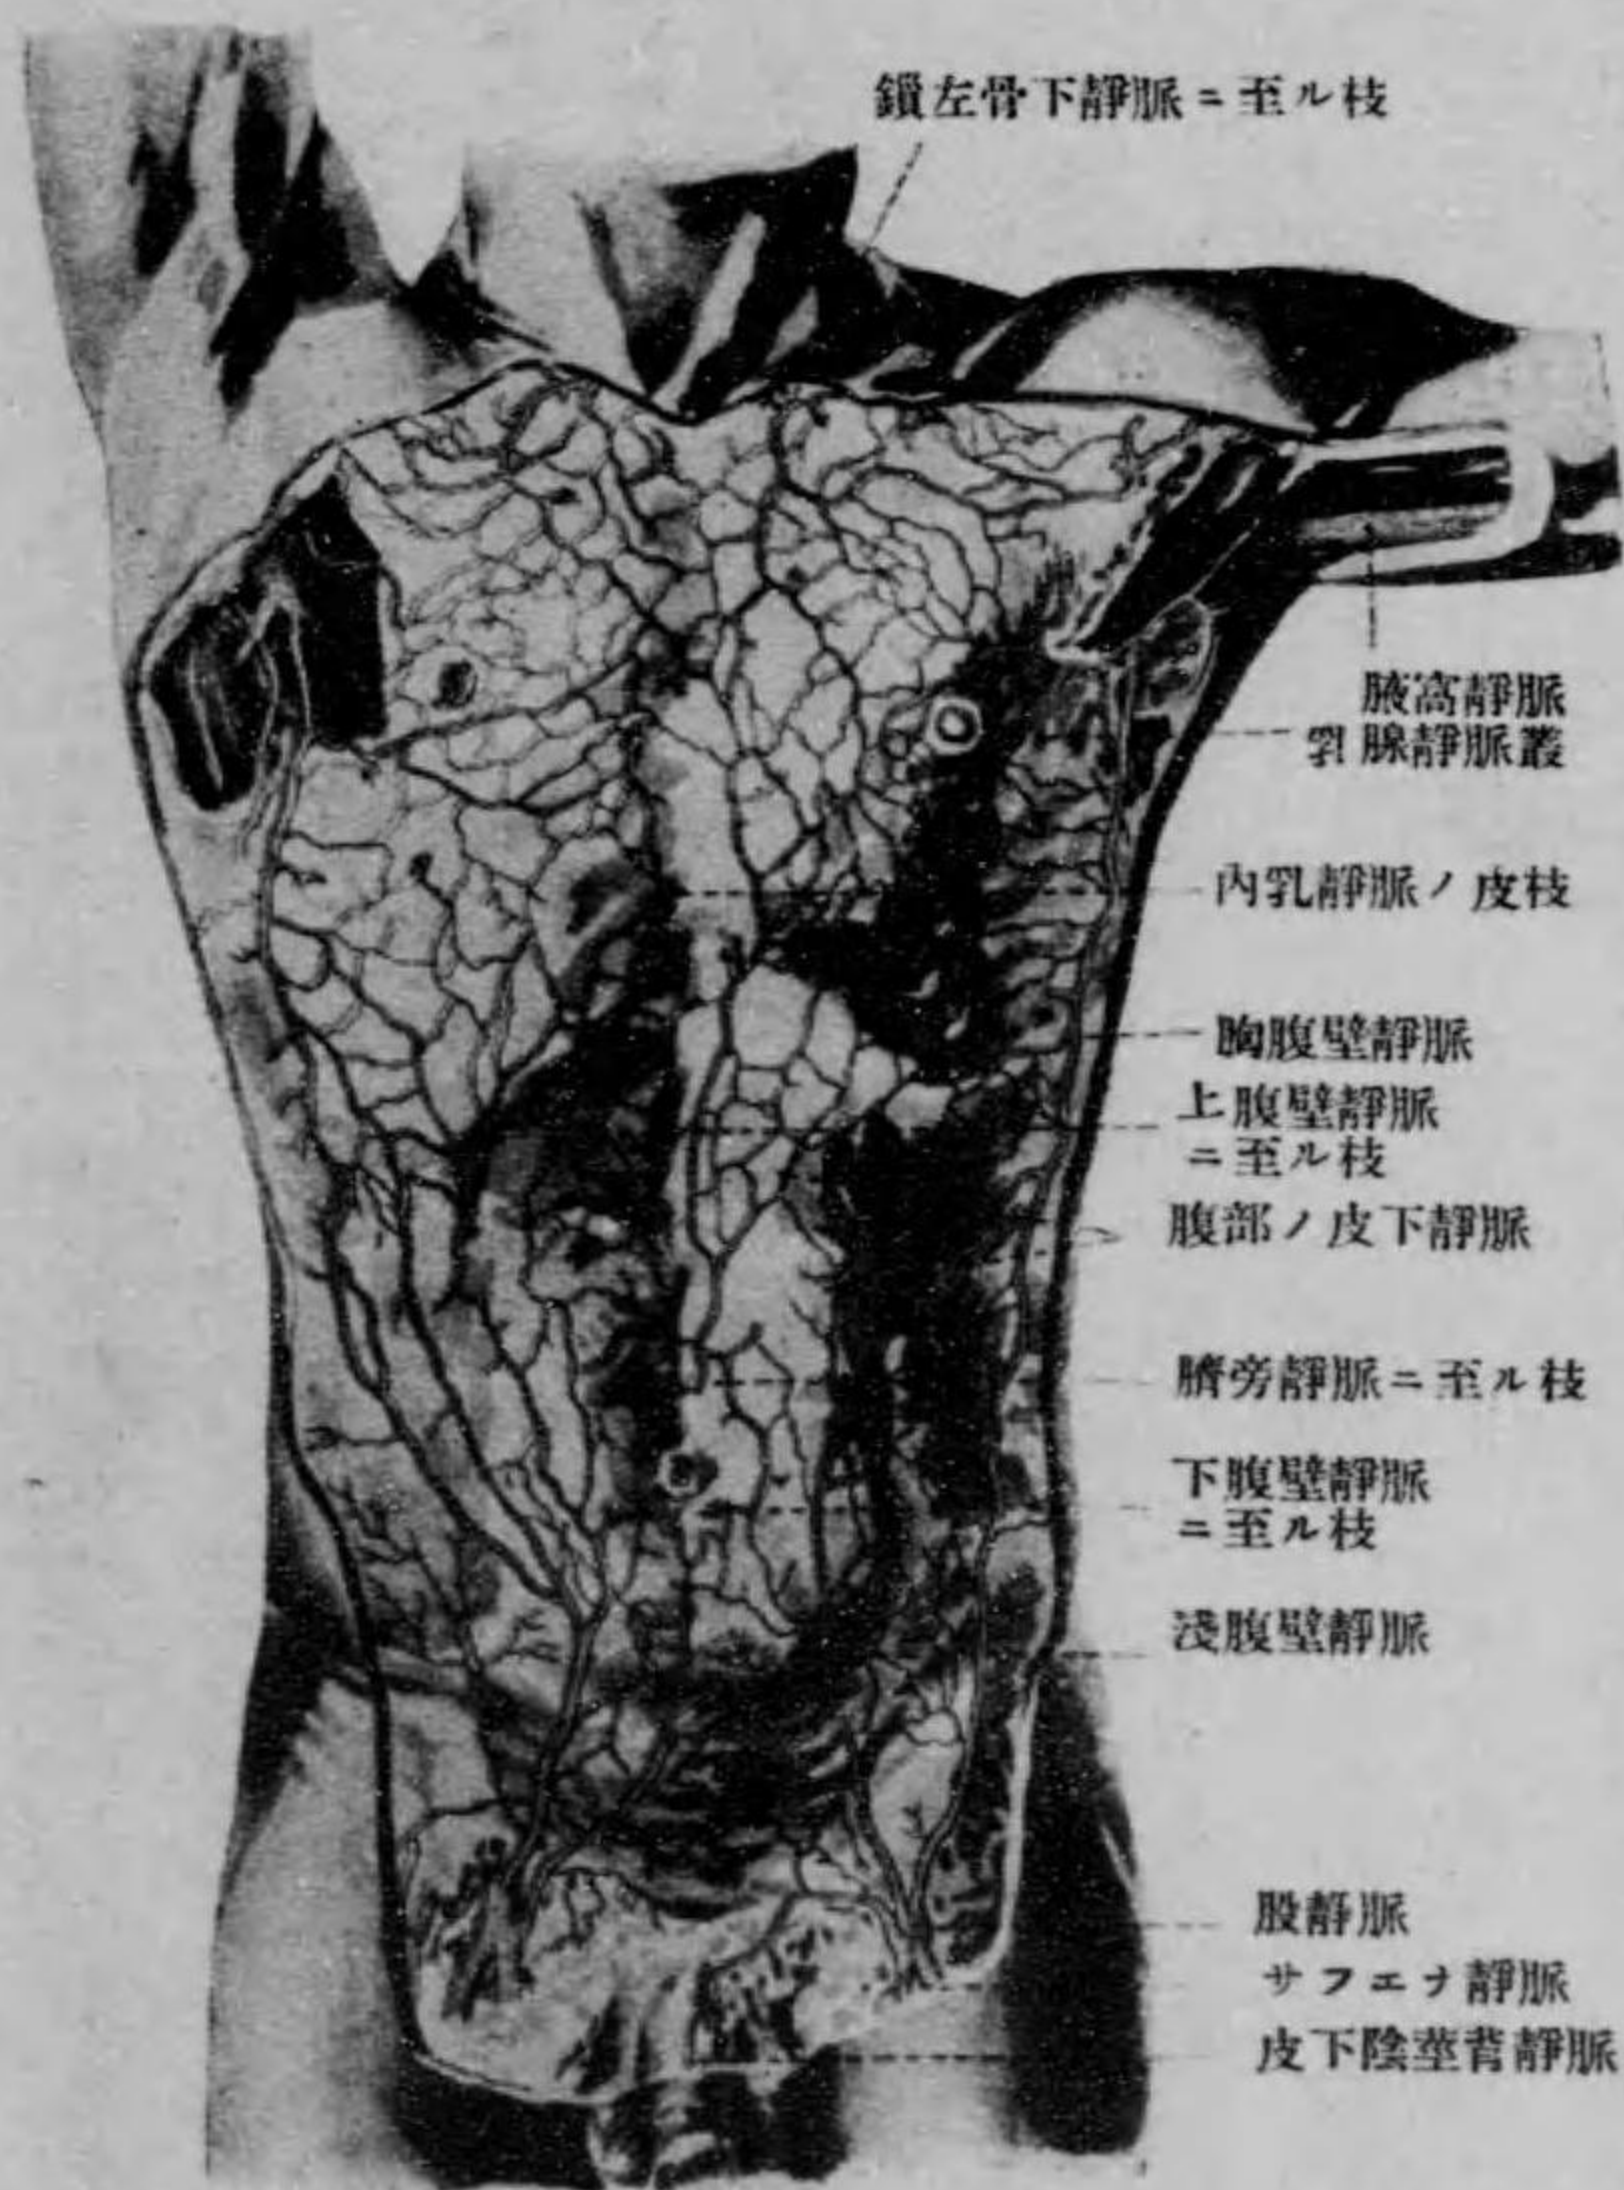 鎖左骨下靜脈ニ至ル枝
腋窩靜脈
乳腺靜脈叢
內乳靜脈ノ皮枝
胸腹壁靜脈
上腹壁靜脈
ニ至ル枝
腹部ノ皮下靜脈
臍旁靜脈ニ至ル枝
下腹壁靜脈
ニ至ル枝
淺腹壁靜脈
股靜脈
サフエナ靜脈
皮下陰莖背靜脈